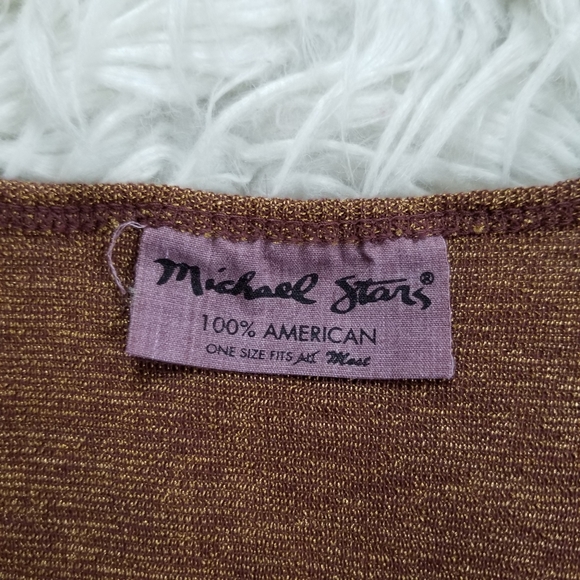 Michael Stars®
100% AMERICAN
ONE SIZE FITS All Most